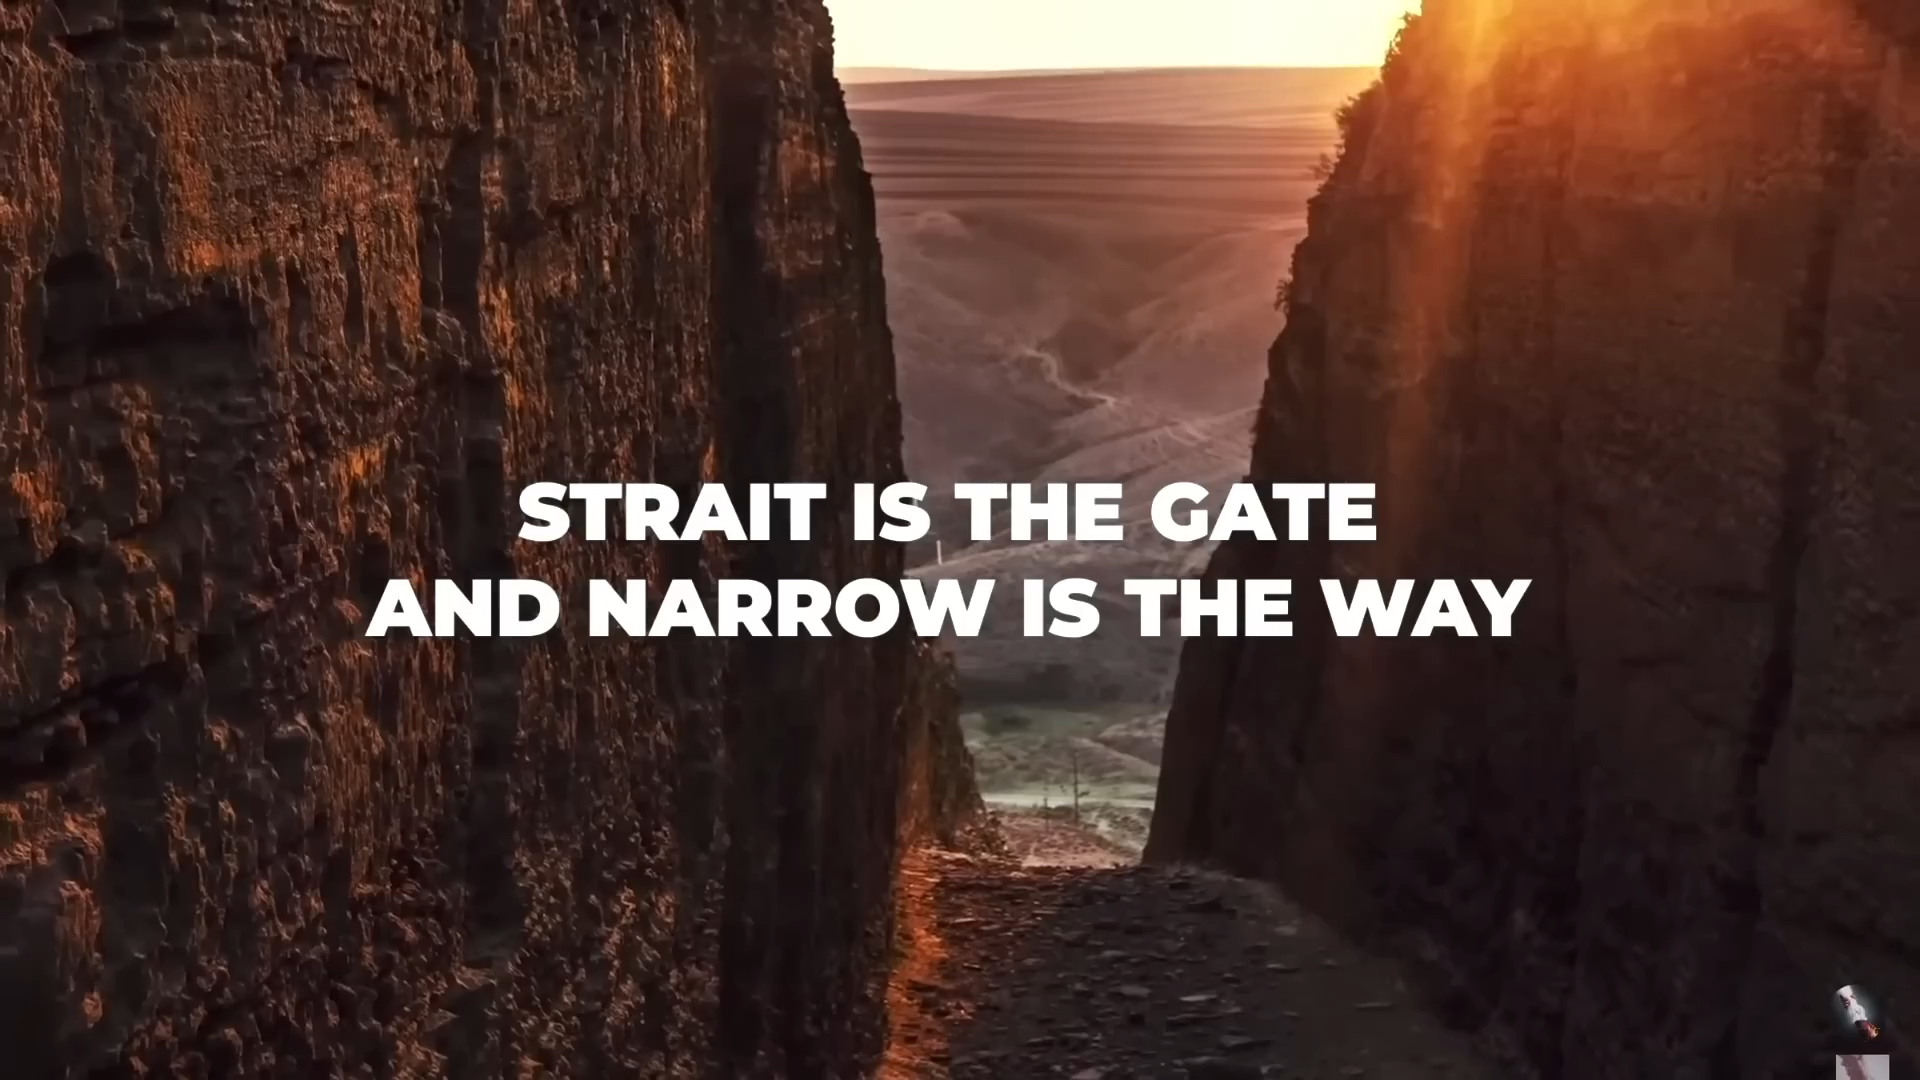 STRAIT IS THE GATE
AND NARROW IS THE WAY